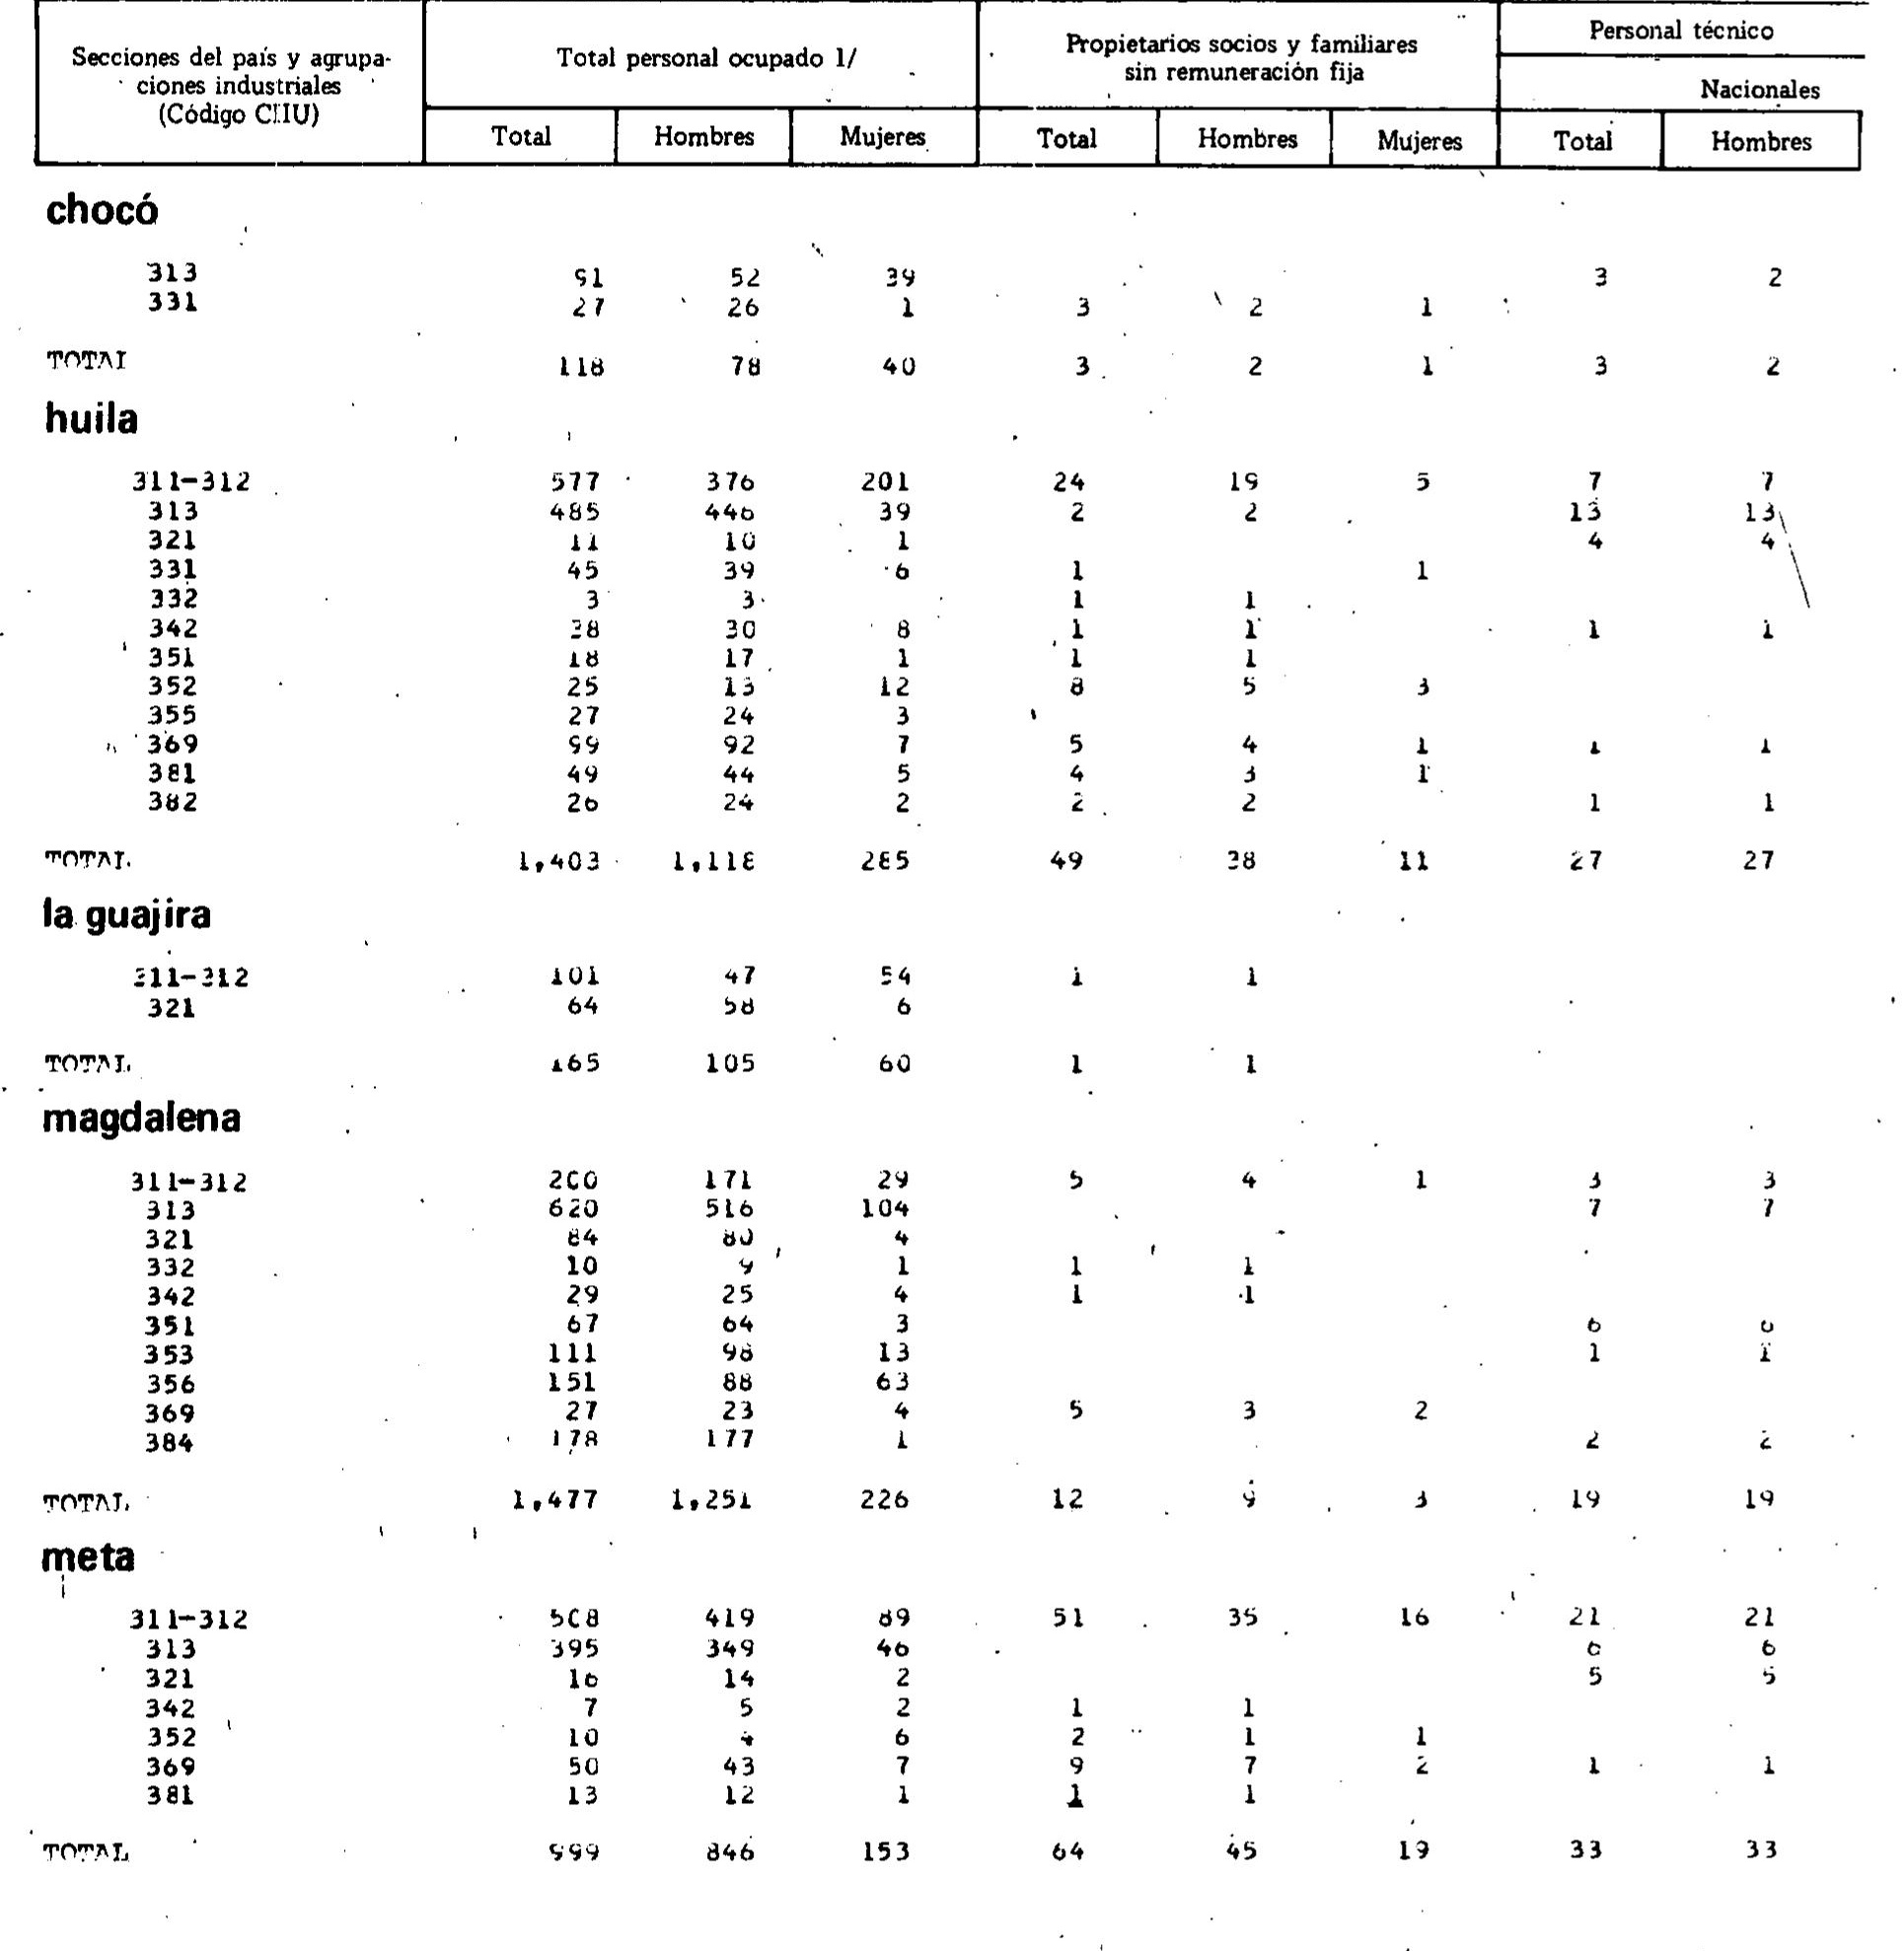 Secciones del país y agrupa-
ciones industriales
(Código CIIU)
Total personal ocupado 1/
Propietarios socios y familiares
sin remuneración fija
Personal técnico
Nacionales
Total Hombres Mujeres Total Hombres Mujeres Total Hombres
chocó
313 91 52 39 3 2
331 27 26 1 3 2 1
TOTAL 118 78 40 3 2 1 3 2
huila
311-312 577 376 201 24 19 5 7 7
313 485 446 39 2 2 13 13
321 11 10 1 4 4
331 45 39 6 1 1
332 3 3 1 1
342 38 30 8 1 1 1 1
351 18 17 1 1 1
352 25 13 12 8 5 3
355 27 24 3
369 99 92 7 5 4 1 1 1
381 49 44 5 4 3 1
382 26 24 2 2 2 1 1
TOTAL 1,403 1,118 285 49 38 11 27 27
la guajira
311-312 101 47 54 1 1
321 64 58 6
TOTAL 165 105 60 1 1
magdalena
311-312 200 171 29 5 4 1 3 3
313 620 516 104 7 7
321 84 80 4
332 10 9 1 1 1
342 29 25 4 1 1
351 67 64 3 6 6
353 111 98 13 1 1
356 151 88 63
369 27 23 4 5 3 2
384 178 177 1 2 2
TOTAL 1,477 1,251 226 12 9 3 19 19
meta
311-312 508 419 89 51 35 16 21 21
313 395 349 46 6 6
321 16 14 2 5 5
342 7 5 2 1 1
352 10 4 6 2 1 1
369 50 43 7 9 7 2 1 1
381 13 12 1 1 1
TOTAL 999 846 153 64 45 19 33 33